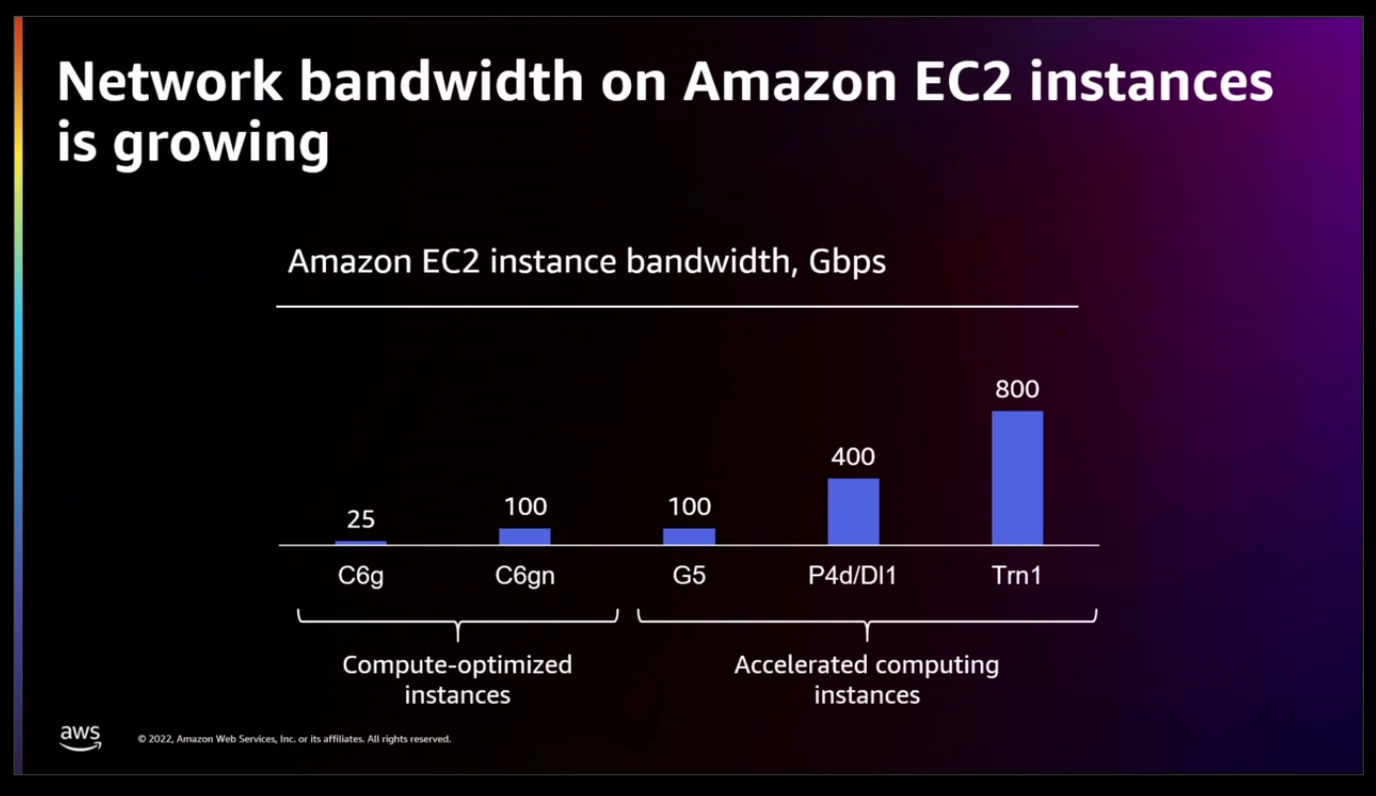 Network bandwidth on Amazon EC2 instances
is growing
Amazon EC2 instance bandwidth, Gbps
25
100
100
400
800
C6g
C6gn
G5
P4d/Dl1
Trn1
Compute-optimized
instances
Accelerated computing
instances
aws
© 2022, Amazon Web Services, Inc. or its affiliates. All rights reserved.